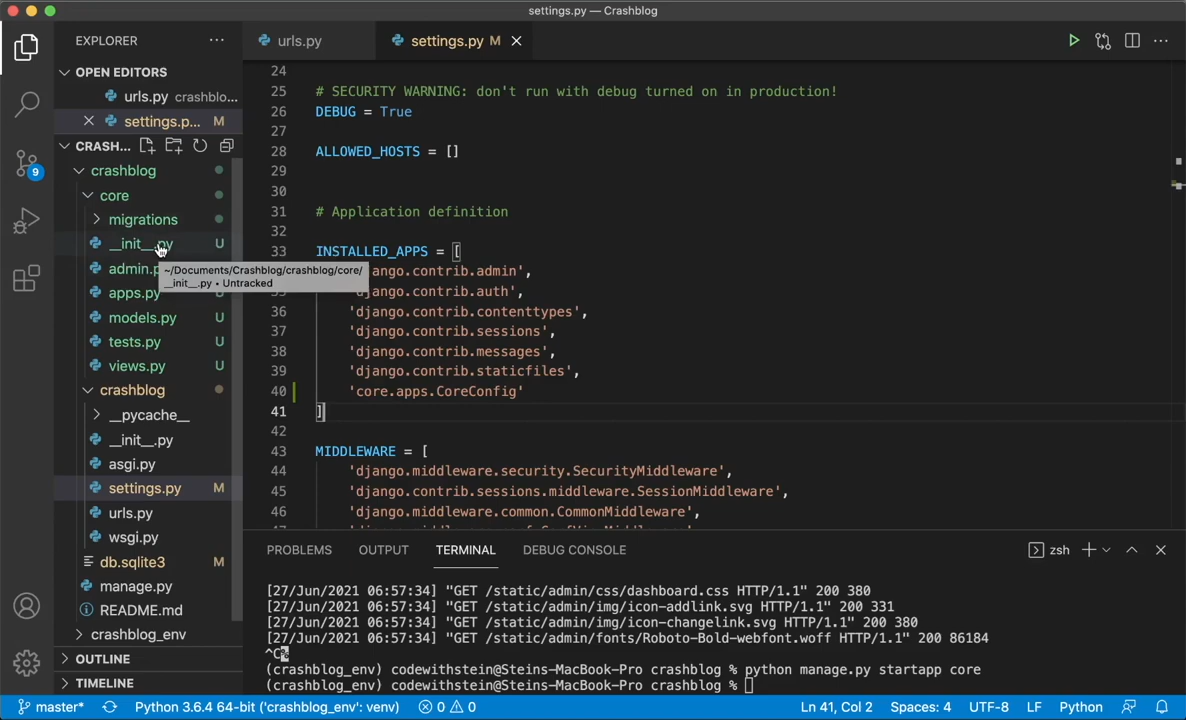 settings.py — Crashblog
EXPLORER
urls.py
settings.py M
OPEN EDITORS
urls.py crashblo...
settings.p... M
CRASH...
crashblog
core
migrations
__init__.py U
admin.p
~/Documents/Crashblog/crashblog/core/
__init__.py • Untracked
apps.py U
models.py U
tests.py U
views.py U
crashblog
__pycache__
__init__.py
asgi.py
settings.py M
urls.py
wsgi.py
db.sqlite3 M
manage.py
README.md
crashblog_env
OUTLINE
TIMELINE
9
24
25 # SECURITY WARNING: don't run with debug turned on in production!
26 DEBUG = True
27
28 ALLOWED_HOSTS = []
29
30
31 # Application definition
32
33 INSTALLED_APPS = [
ango.contrib.admin',
django.contrib.auth',
36 'django.contrib.contenttypes',
37 'django.contrib.sessions',
38 'django.contrib.messages',
39 'django.contrib.staticfiles',
40 'core.apps.CoreConfig'
41 ]
42
43 MIDDLEWARE = [
44 'django.middleware.security.SecurityMiddleware',
45 'django.contrib.sessions.middleware.SessionMiddleware',
46 'django.middleware.common.CommonMiddleware',
PROBLEMS OUTPUT TERMINAL DEBUG CONSOLE zsh
[27/Jun/2021 06:57:34] "GET /static/admin/css/dashboard.css HTTP/1.1" 200 380
[27/Jun/2021 06:57:34] "GET /static/admin/img/icon-addlink.svg HTTP/1.1" 200 331
[27/Jun/2021 06:57:34] "GET /static/admin/img/icon-changelink.svg HTTP/1.1" 200 380
[27/Jun/2021 06:57:34] "GET /static/admin/fonts/Roboto-Bold-webfont.woff HTTP/1.1" 200 86184
^C%
(crashblog_env) codewithstein@Steins-MacBook-Pro crashblog % python manage.py startapp core
(crashblog_env) codewithstein@Steins-MacBook-Pro crashblog %
master* Python 3.6.4 64-bit ('crashblog_env': venv) 0 0 Ln 41, Col 2 Spaces: 4 UTF-8 LF Python